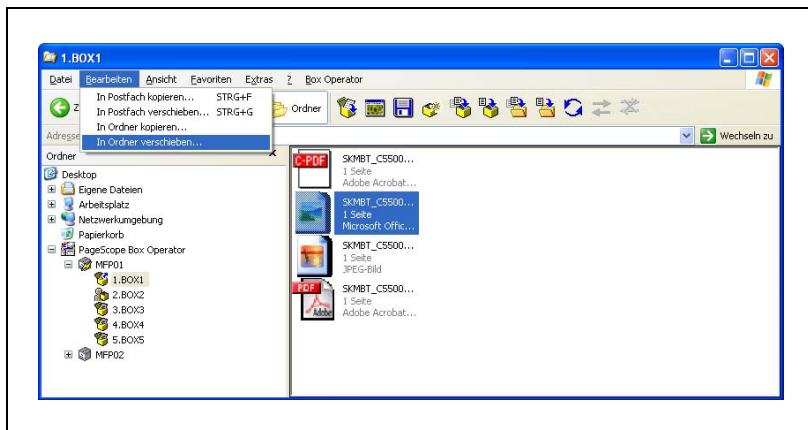 1.BOX1
Datei Bearbeiten Ansicht Favoriten Extras ? Box Operator
In Postfach kopieren... STRG+F
In Postfach verschieben... STRG+G
In Ordner kopieren...
In Ordner verschieben...
Z
Ordner
Adresse
Wechseln zu
Ordner
Desktop
Eigene Dateien
Arbeitsplatz
Netzwerkumgebung
Papierkorb
PageScope Box Operator
MFP01
1.BOX1
2.BOX2
3.BOX3
4.BOX4
5.BOX5
MFP02
C-PDF
SKMBT_C5500...
1 Seite
Adobe Acrobat...
SKMBT_C5500...
1 Seite
Microsoft Offic...
SKMBT_C5500...
1 Seite
JPEG-Bild
PDF
Adobe
SKMBT_C5500...
1 Seite
Adobe Acrobat...